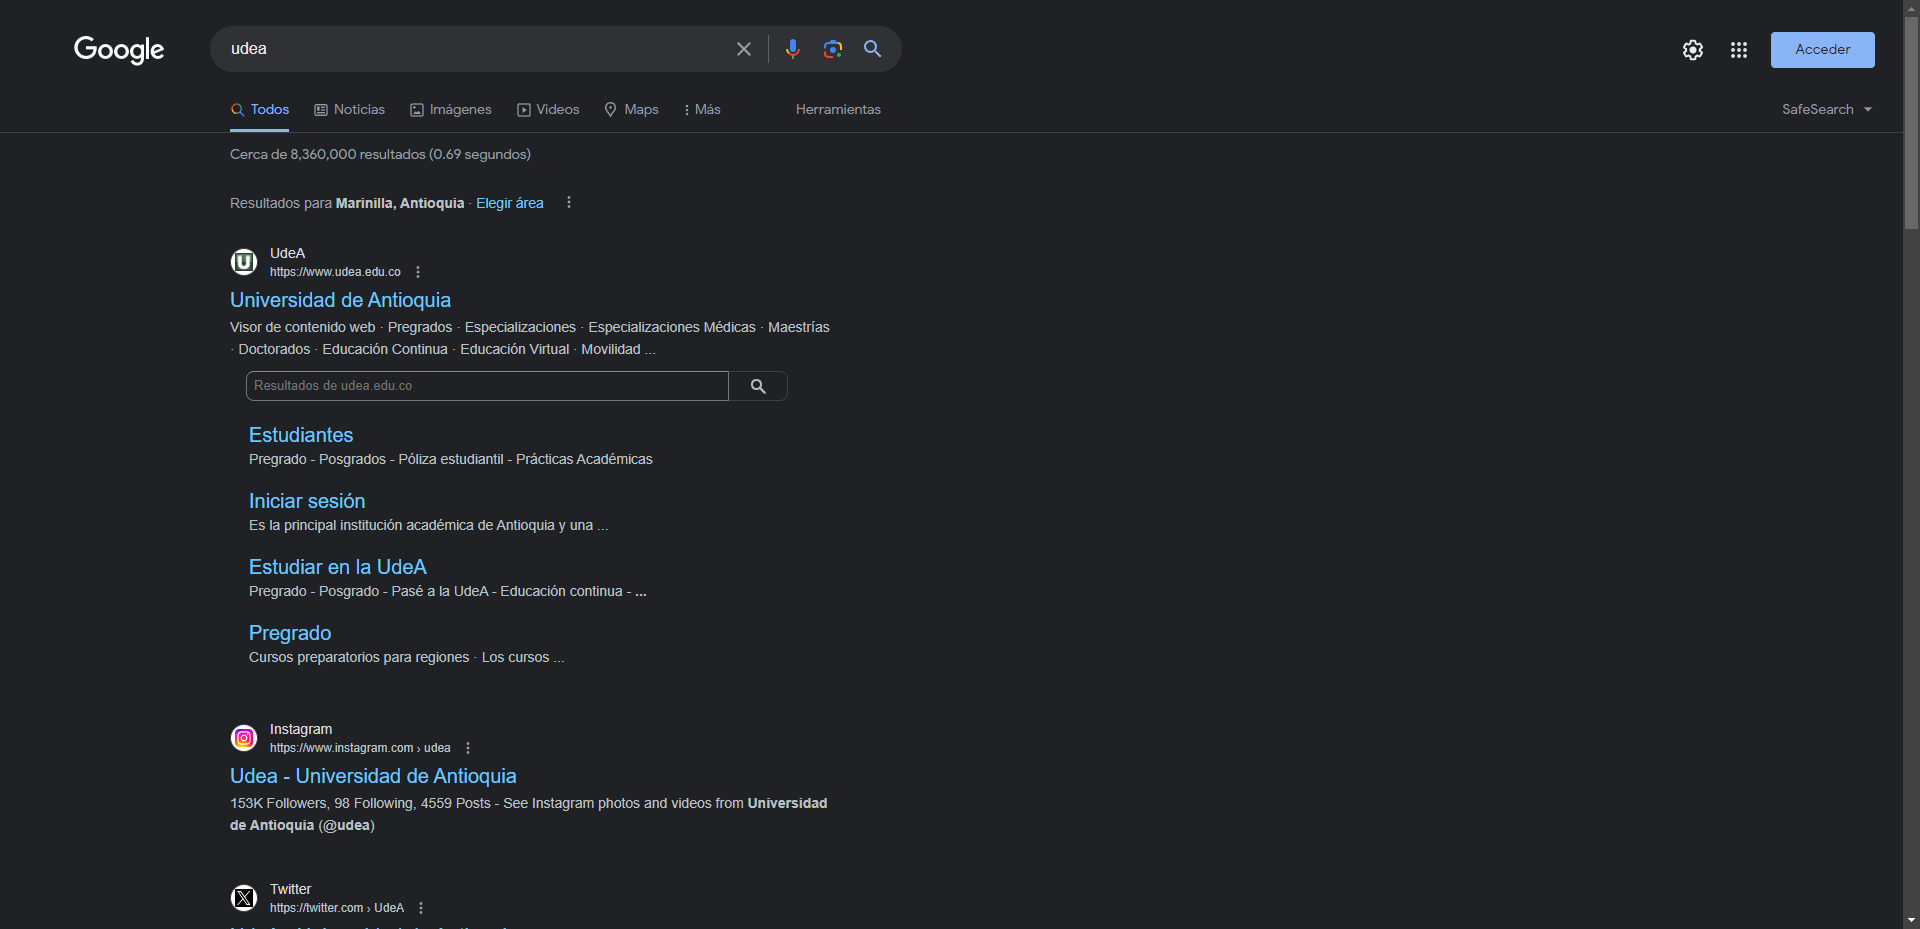 Google
udea
Acceder
Todos
Noticias
Imágenes
Videos
Maps
Más
Herramientas
SafeSearch
Cerca de 8,360,000 resultados (0.69 segundos)
Resultados para Marinilla, Antioquia · Elegir área
UdeA
https://www.udea.edu.co
Universidad de Antioquia
Visor de contenido web · Pregrados · Especializaciones · Especializaciones Médicas · Maestrías
· Doctorados · Educación Continua · Educación Virtual · Movilidad ...
Resultados de udea.edu.co
Estudiantes
Pregrado - Posgrados - Póliza estudiantil - Prácticas Académicas
Iniciar sesión
Es la principal institución académica de Antioquia y una ...
Estudiar en la UdeA
Pregrado - Posgrado - Pasé a la UdeA - Educación continua - ...
Pregrado
Cursos preparatorios para regiones · Los cursos ...
Instagram
https://www.instagram.com › udea
Udea - Universidad de Antioquia
153K Followers, 98 Following, 4559 Posts - See Instagram photos and videos from Universidad
de Antioquia (@udea)
Twitter
https://twitter.com › UdeA